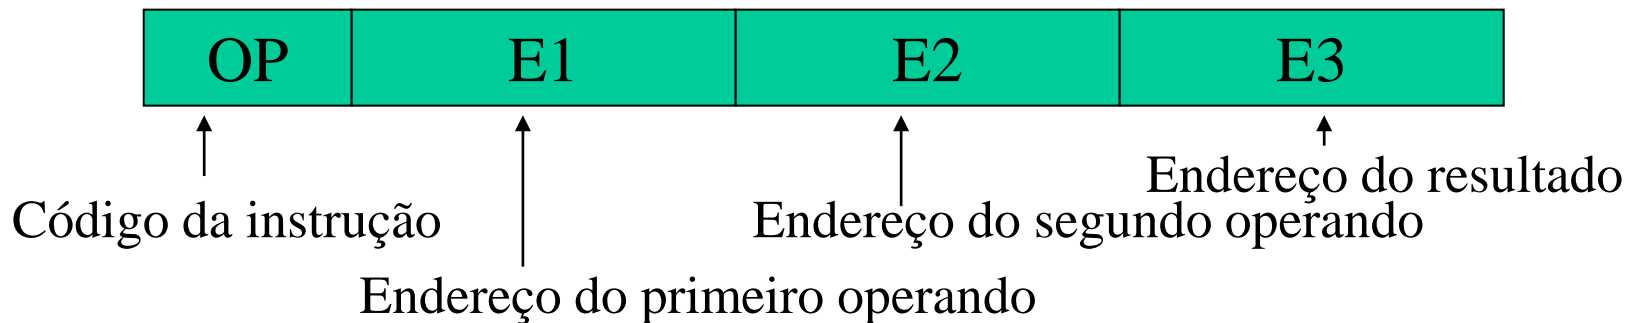 OP E1 E2 E3
Endereço do resultado
Código da instrução
Endereço do segundo operando
Endereço do primeiro operando